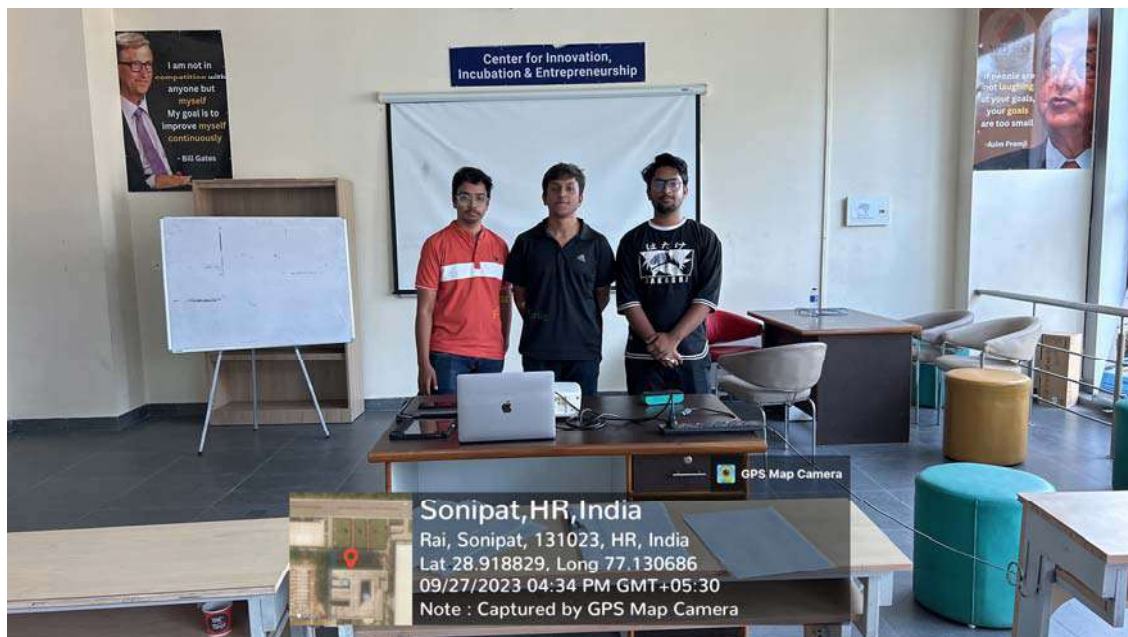 I am not in
competition with
anyone but
myself
My goal is to
improve myself
continuously
- Bill Gates
Center for Innovation,
Incubation & Entrepreneurship
If people are
not laughing
at your goals,
your goals
are too small
-Azim Premji
はたけ
GPS Map Camera
Sonipat,HR,India
Rai, Sonipat, 131023, HR, India
Lat 28.918829, Long 77.130686
09/27/2023 04:34 PM GMT+05:30
Note : Captured by GPS Map Camera